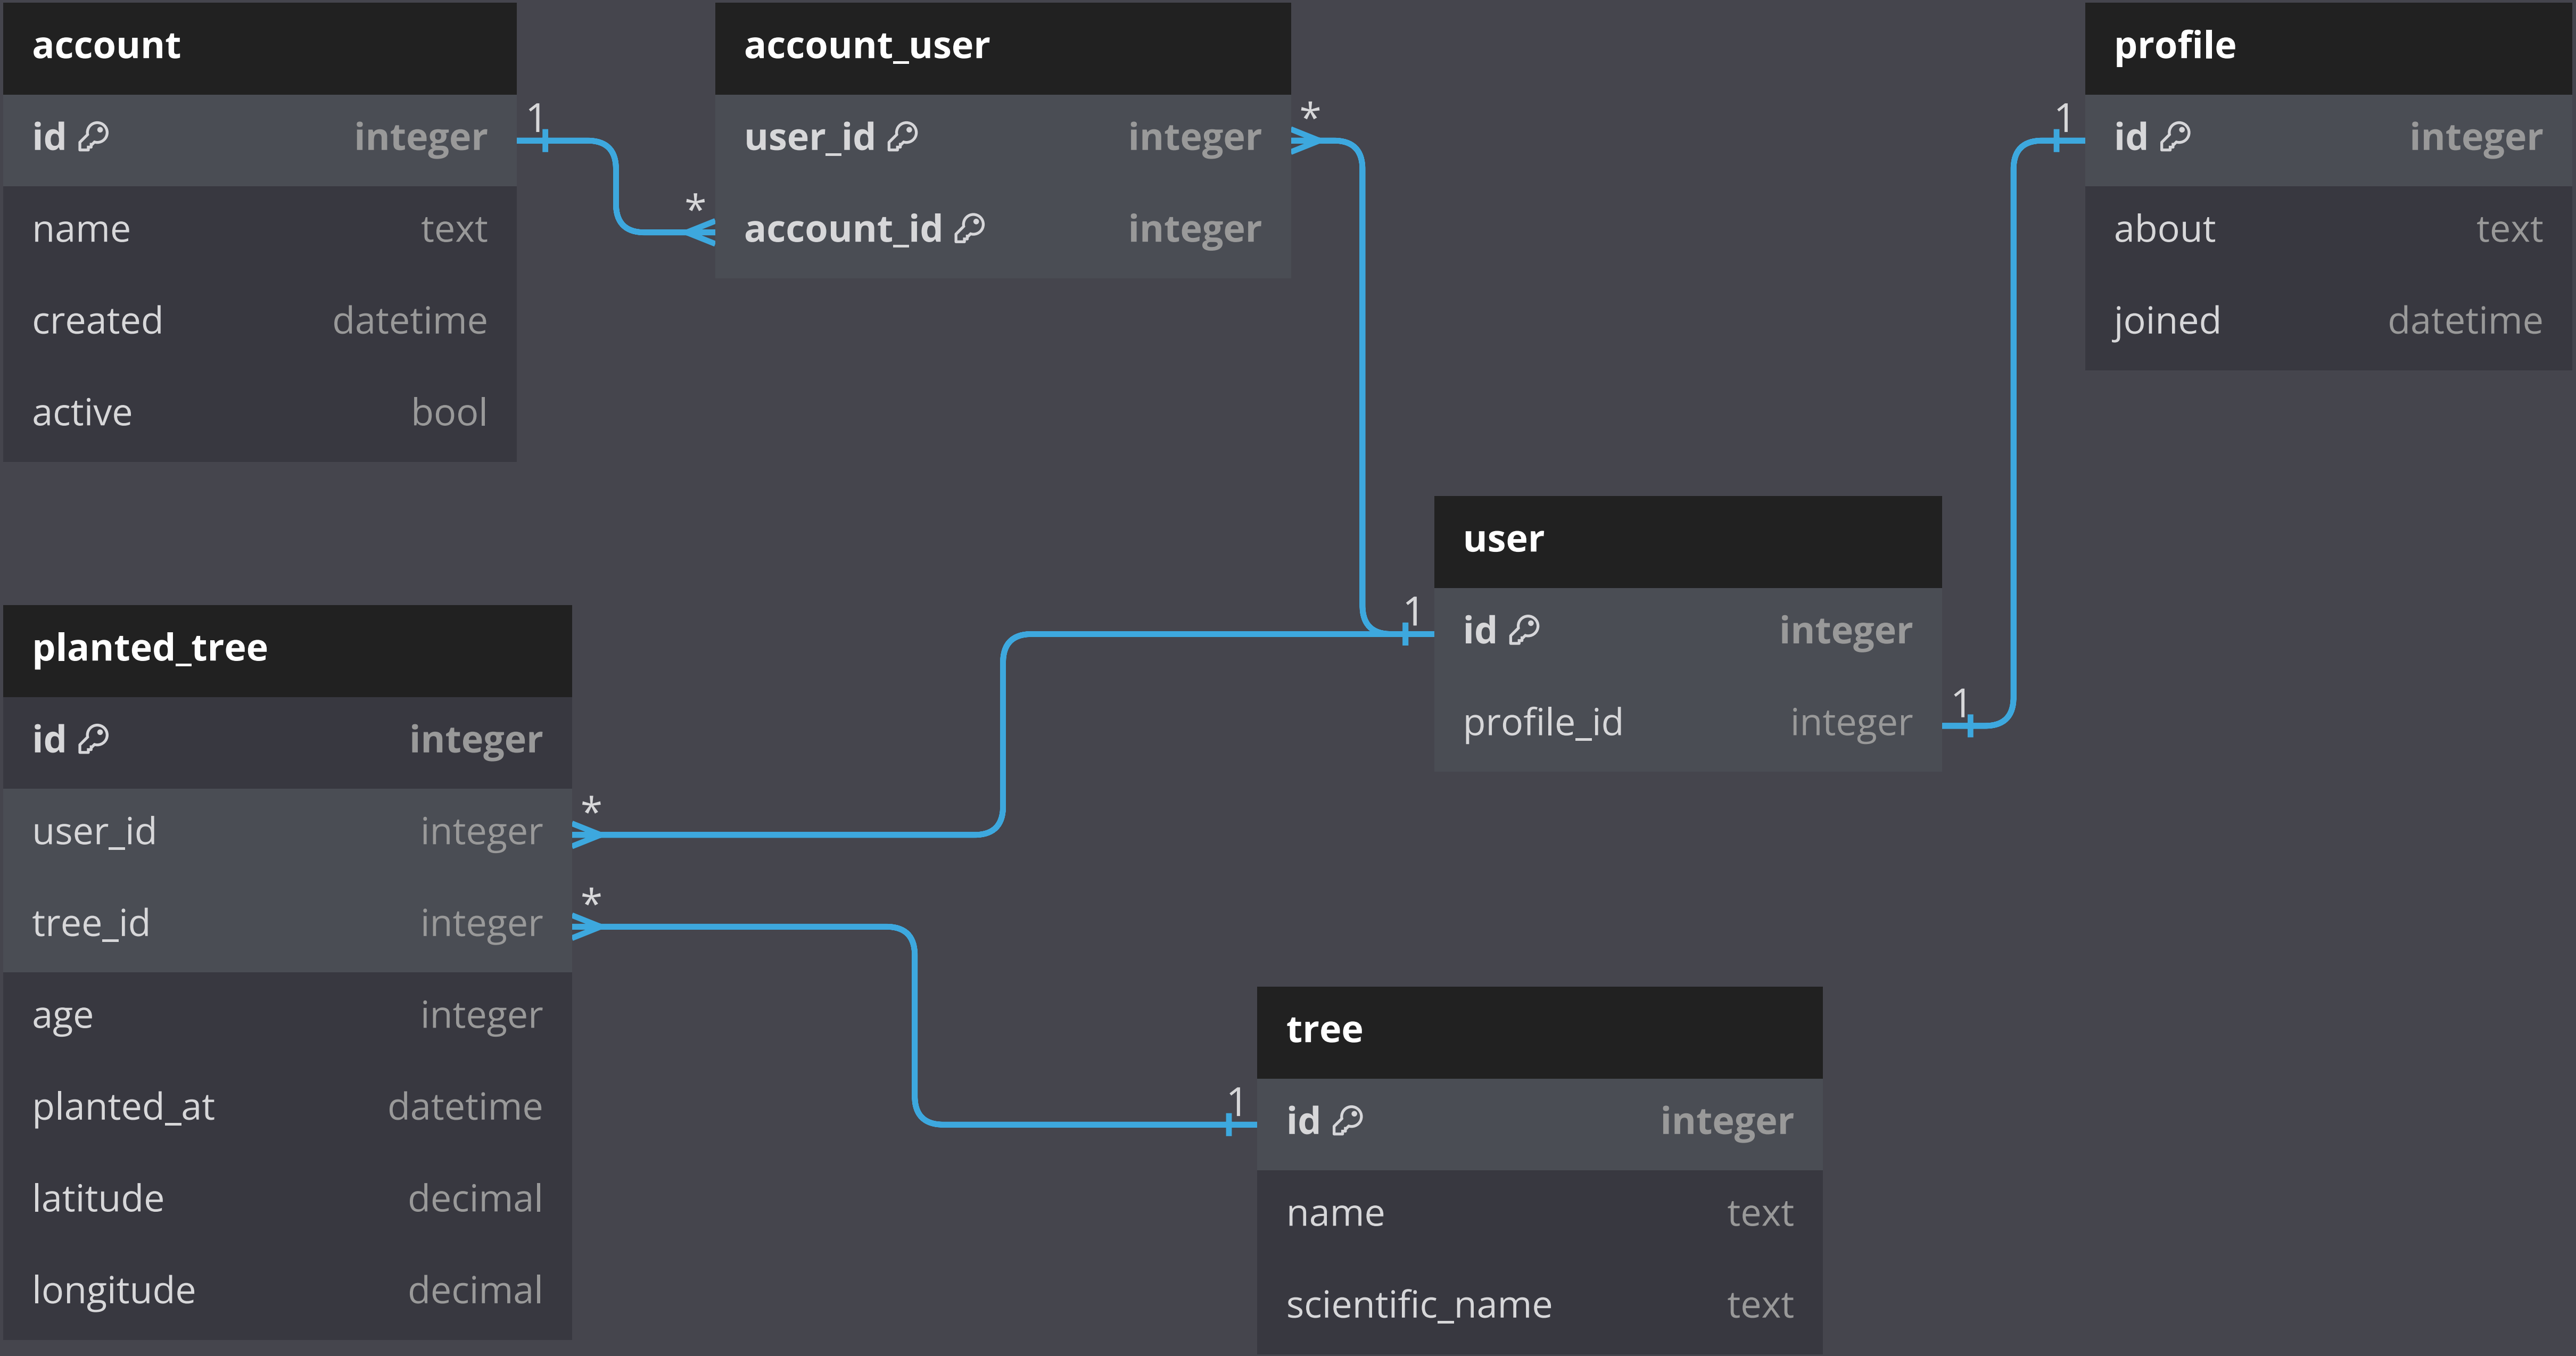 account
id integer
name text
created datetime
active bool
account_user
user_id integer
account_id integer
profile
id integer
about text
joined datetime
user
id integer
profile_id integer
planted_tree
id integer
user_id integer
tree_id integer
age integer
planted_at datetime
latitude decimal
longitude decimal
tree
id integer
name text
scientific_name text
1
*
*
1
1
1
*
*
1